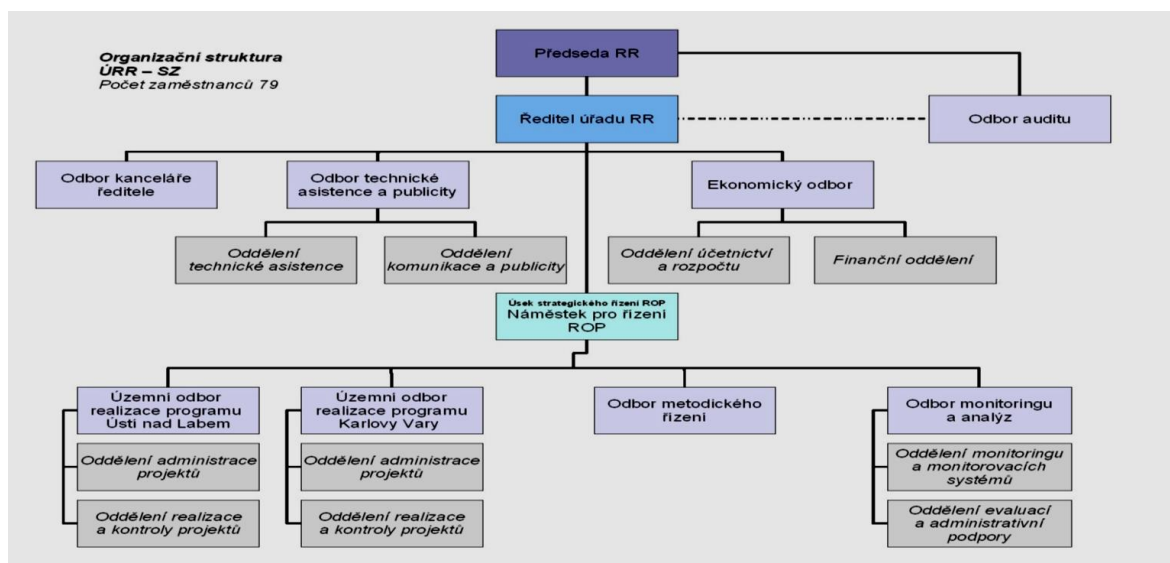 Organizační struktura
ÚRR – SZ
Počet zaměstnanců 79
Předseda RR
Ředitel úřadu RR
Odbor auditu
Odbor kanceláře
ředitele
Odbor technické
asistence a publicity
Ekonomický odbor
Oddělení
technické asistence
Oddělení
komunikace a publicity
Oddělení účetnictví
a rozpočtu
Finanční oddělení
Úsek strategického řízení ROP
Náměstek pro řízení
ROP
Územní odbor
realizace programu
Ústí nad Labem
Územní odbor
realizace programu
Karlovy Vary
Odbor metodického
řízení
Odbor monitoringu
a analýz
Oddělení administrace
projektů
Oddělení administrace
projektů
Oddělení monitoringu
a monitorovacích
systémů
Oddělení realizace
a kontroly projektů
Oddělení realizace
a kontroly projektů
Oddělení evaluací
a administrativní
podpory